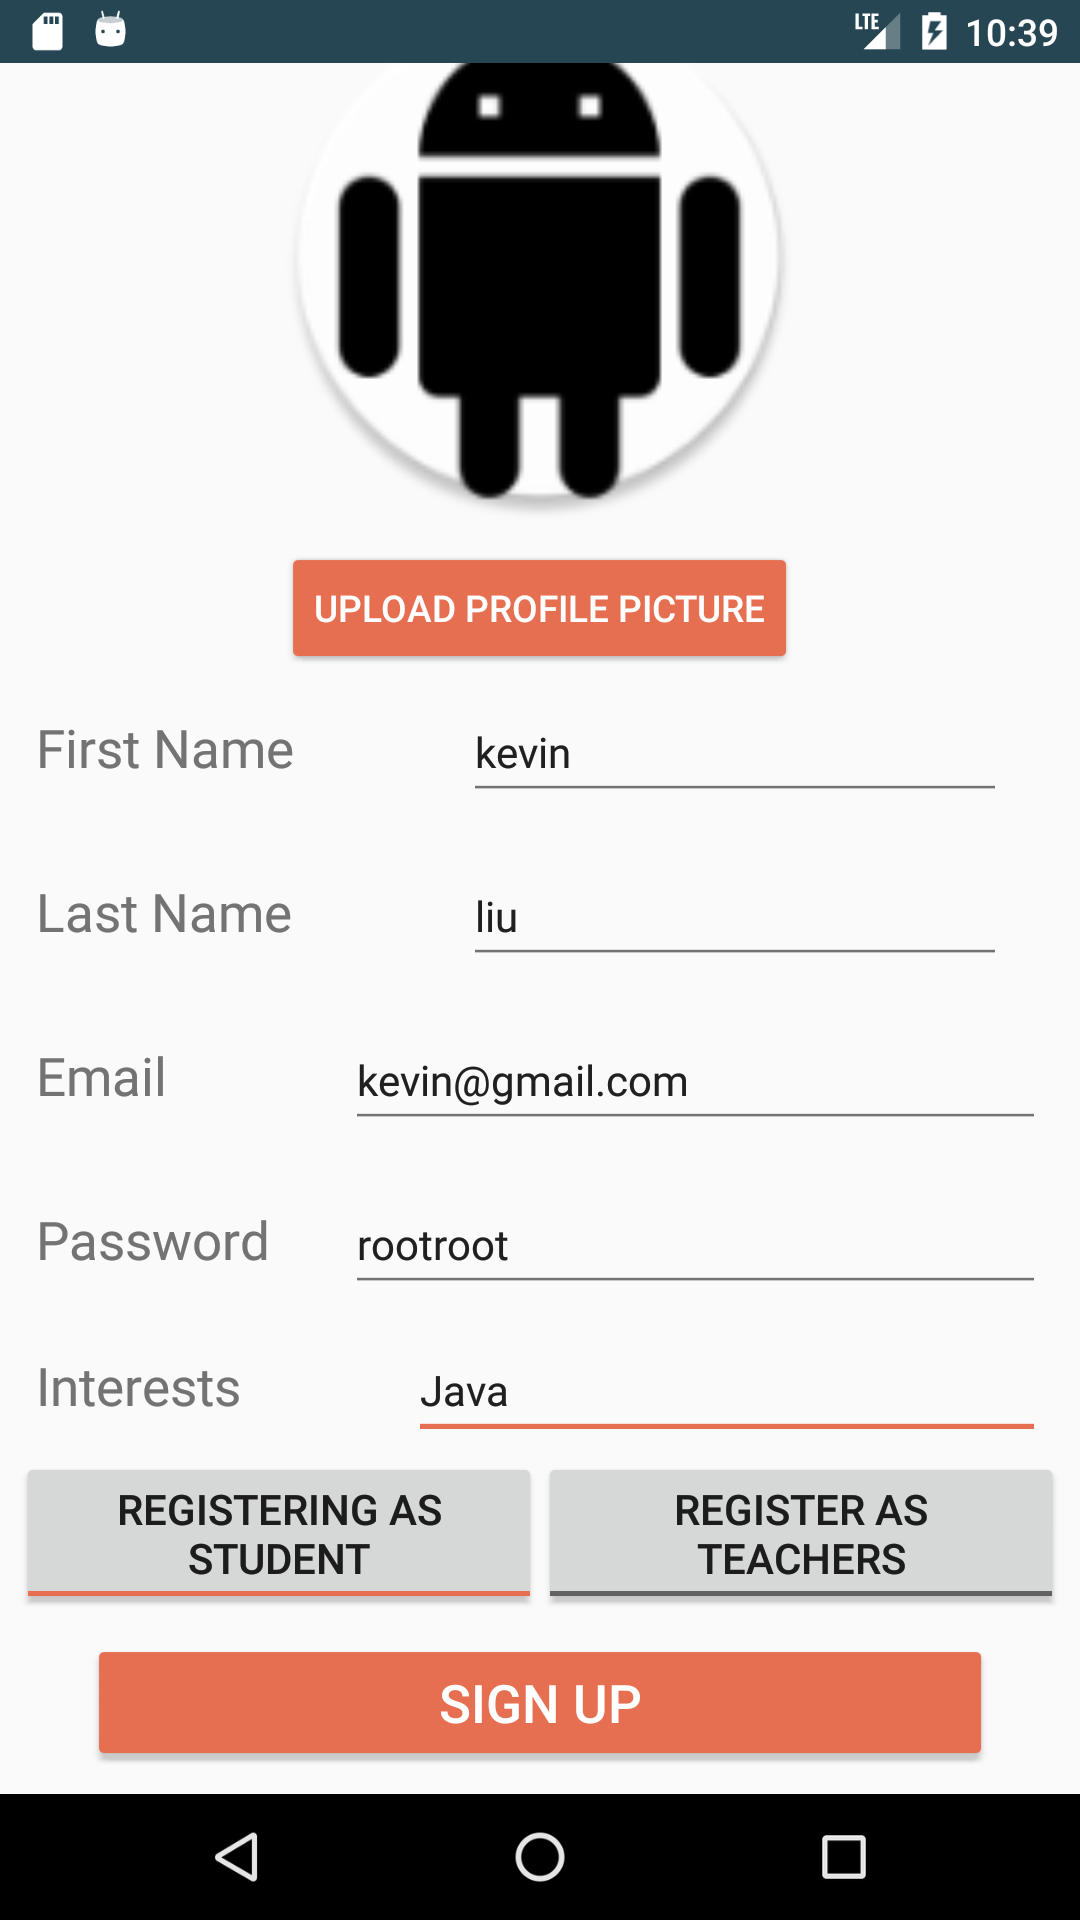 LTE 10:39
UPLOAD PROFILE PICTURE
First Name kevin
Last Name liu
Email kevin@gmail.com
Password rootroot
Interests Java
REGISTERING AS
STUDENT
REGISTER AS
TEACHERS
SIGN UP